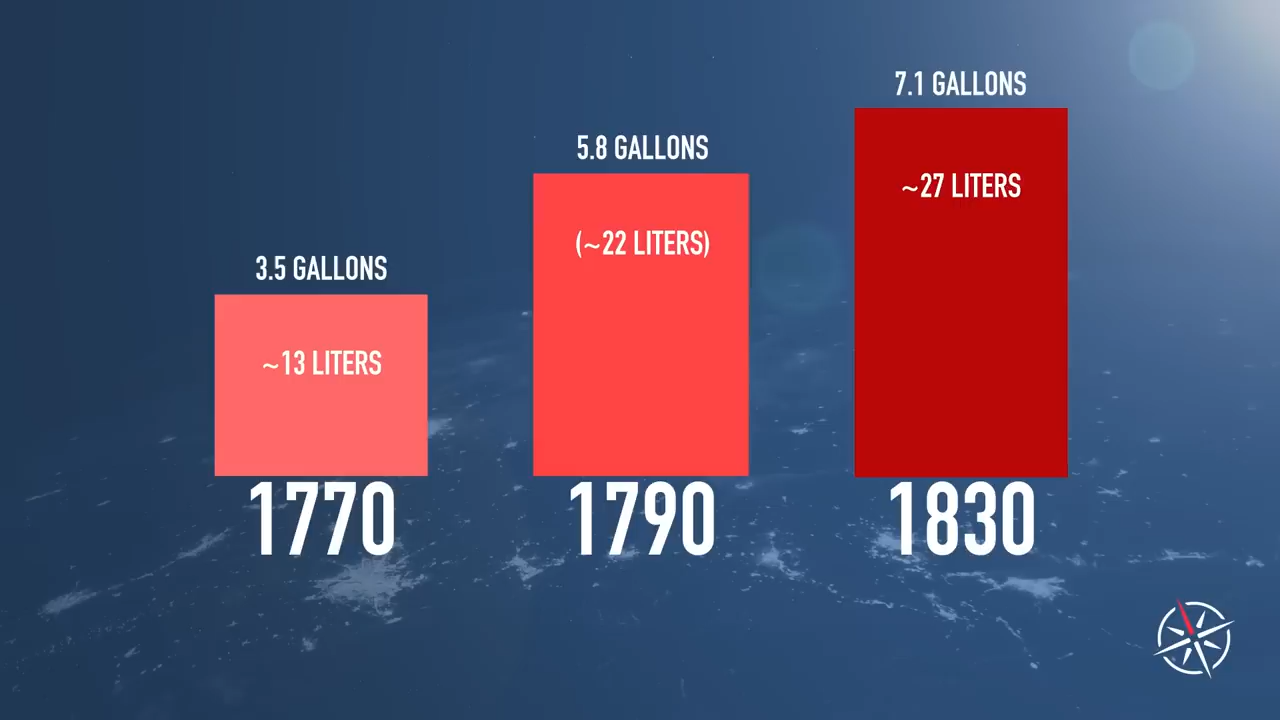 3.5 GALLONS
~13 LITERS
1770
5.8 GALLONS
(~22 LITERS)
1790
7.1 GALLONS
~27 LITERS
1830